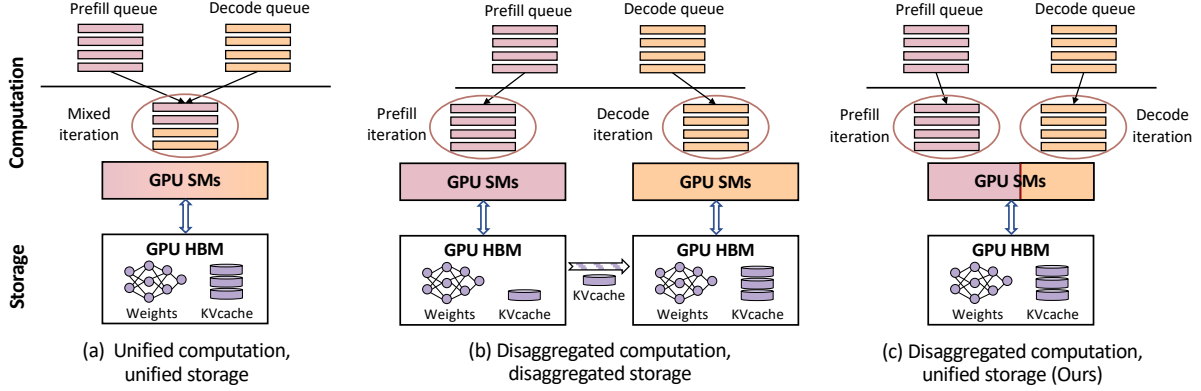 Computation
Storage
Prefill queue
Decode queue
Mixed
iteration
GPU SMs
GPU HBM
Weights
KVcache
(a) Unified computation,
unified storage
Prefill queue
Decode queue
Prefill
iteration
Decode
iteration
GPU SMs
GPU SMs
GPU HBM
Weights
KVcache
KVcache
GPU HBM
Weights
KVcache
(b) Disaggregated computation,
disaggregated storage
Prefill queue
Decode queue
Prefill
iteration
Decode
iteration
GPU SMs
GPU HBM
Weights
KVcache
(c) Disaggregated computation,
unified storage (Ours)